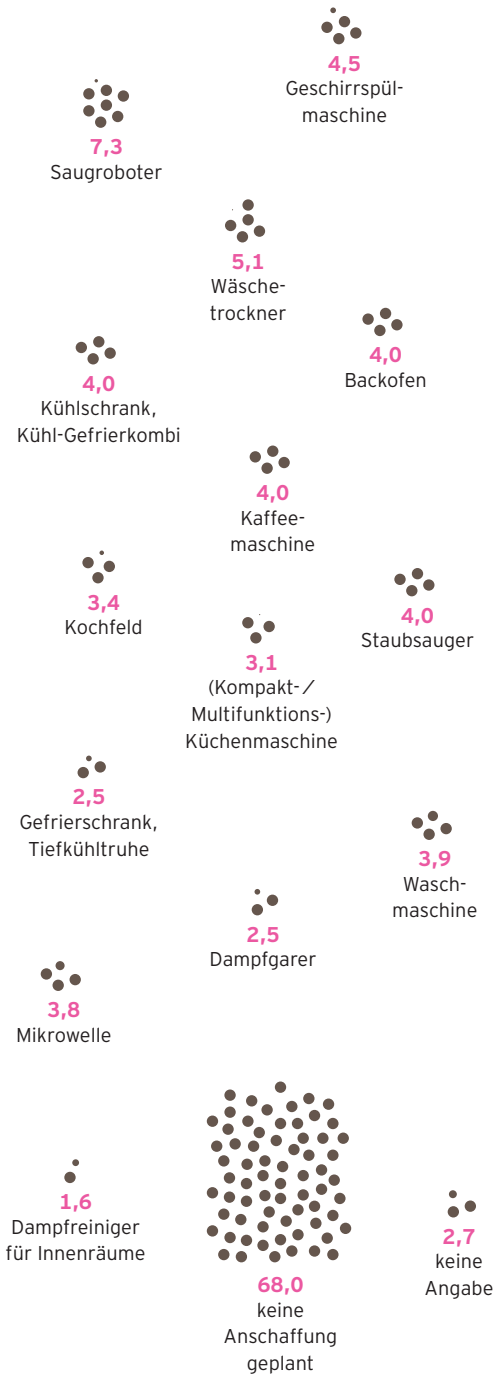 4,5
Geschirrspül-
maschine
7,3
Saugroboter
5,1
Wäsche-
trockner
4,0
Backofen
4,0
Kühlschrank,
Kühl-Gefrierkombi
4,0
Kaffee-
maschine
3,4
Kochfeld
4,0
Staubsauger
3,1
(Kompakt-/
Multifunktions-)
Küchenmaschine
2,5
Gefrierschrank,
Tiefkühltruhe
3,9
Wasch-
maschine
2,5
Dampfgarer
3,8
Mikrowelle
1,6
Dampfreiniger
für Innenräume
68,0
keine
Anschaffung
geplant
2,7
keine
Angabe